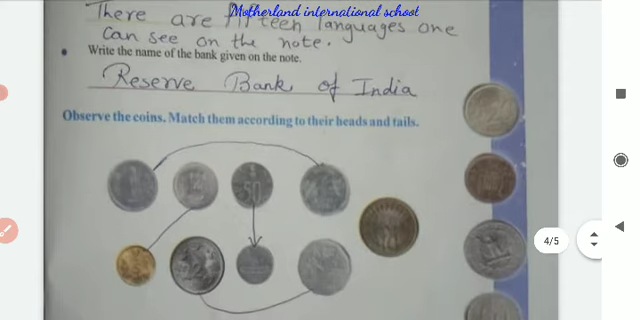 Motherland international school
There are fifteen languages one
can see on the note.
• Write the name of the bank given on the note.
Reserve Bank of India
Observe the coins. Match them according to their heads and tails.
50
4/5